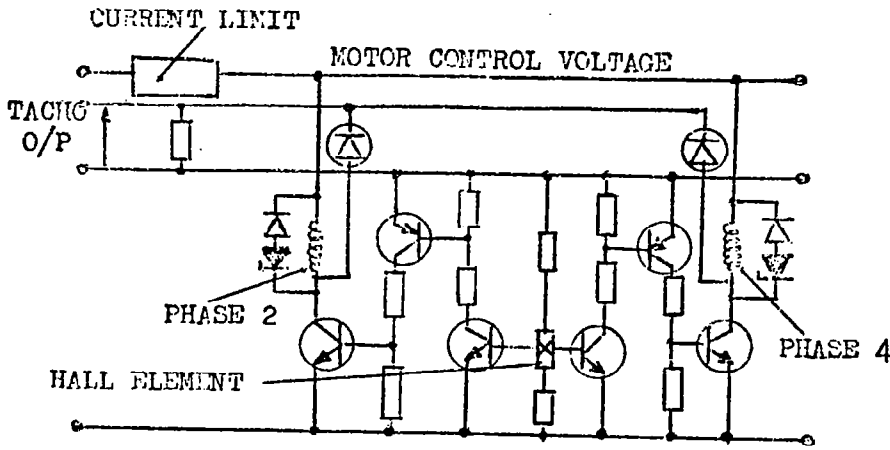 CURRENT LIMIT
MOTOR CONTROL VOLTAGE
TACHO
O/P
PHASE 2
PHASE 4
HALL ELEMENT